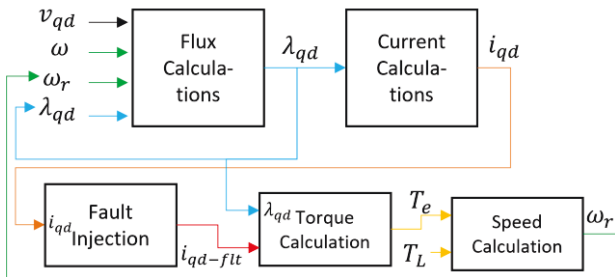 v_qd
ω
ω_r
λ_qd
Flux
Calcula-
tions
λ_qd
Current
Calcula-
tions
i_qd
i_qd
Fault
Injection
i_qd-flt
λ_qd
Torque
Calculation
T_e
T_L
Speed
Calculation
ω_r